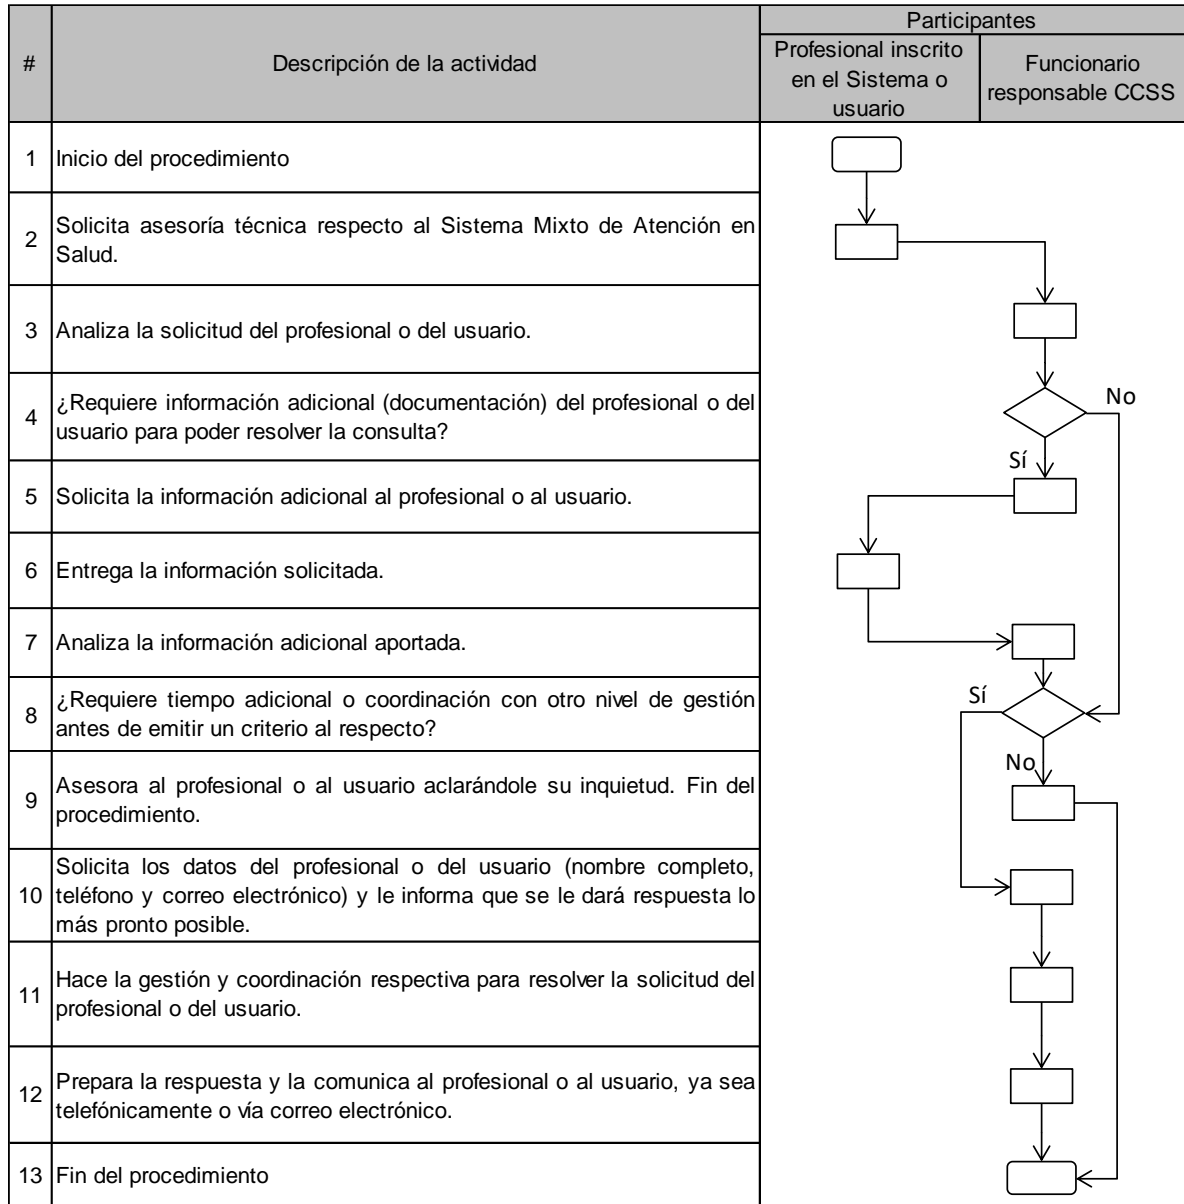 #
Descripción de la actividad
Participantes
Profesional inscrito
en el Sistema o
usuario
Funcionario
responsable CCSS
1 Inicio del procedimiento
2 Solicita asesoría técnica respecto al Sistema Mixto de Atención en
Salud.
3 Analiza la solicitud del profesional o del usuario.
4 ¿Requiere información adicional (documentación) del profesional o del
usuario para poder resolver la consulta?
No
Sí
5 Solicita la información adicional al profesional o al usuario.
6 Entrega la información solicitada.
7 Analiza la información adicional aportada.
8 ¿Requiere tiempo adicional o coordinación con otro nivel de gestión
antes de emitir un criterio al respecto?
Sí
No
9 Asesora al profesional o al usuario aclarándole su inquietud. Fin del
procedimiento.
10 Solicita los datos del profesional o del usuario (nombre completo,
teléfono y correo electrónico) y le informa que se le dará respuesta lo
más pronto posible.
11 Hace la gestión y coordinación respectiva para resolver la solicitud del
profesional o del usuario.
12 Prepara la respuesta y la comunica al profesional o al usuario, ya sea
telefónicamente o vía correo electrónico.
13 Fin del procedimiento